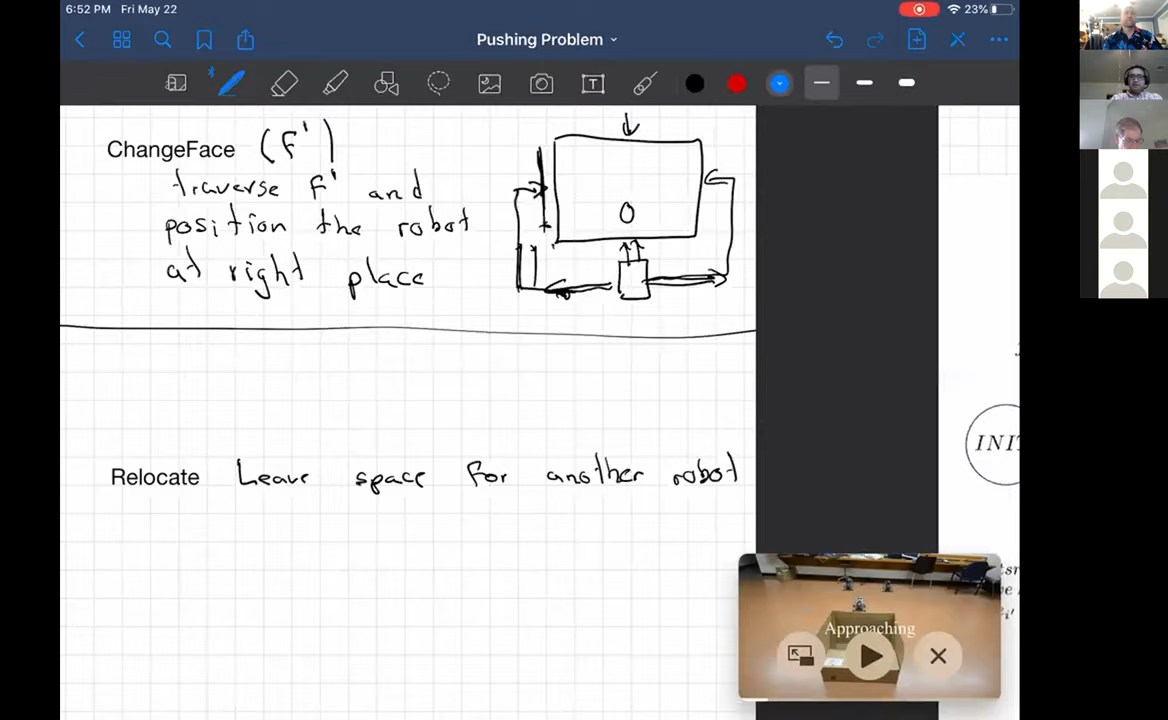 6:52 PM Fri May 22
23%
Pushing Problem
T
ChangeFace (F')
traverse F' and
position the robot
at right place
O
Relocate Leave space for another robot
INI
Approaching